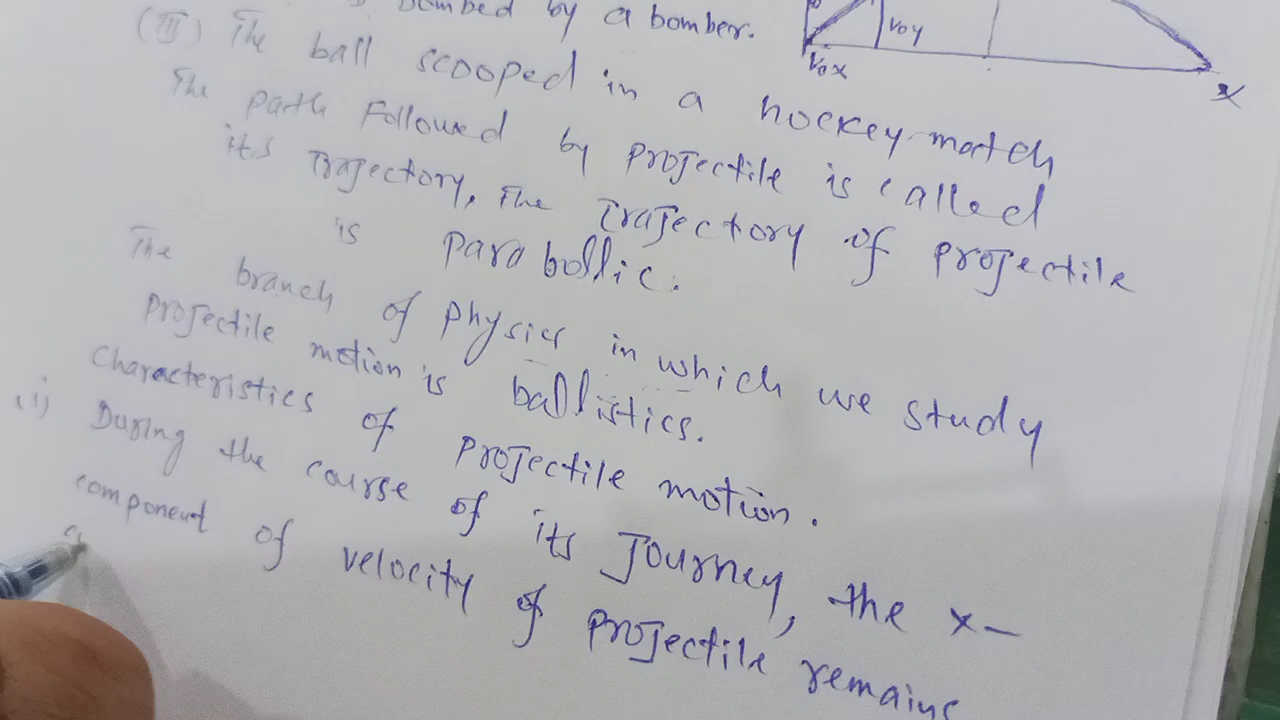 bombed by a bomber.
Voy
Vox
x
(III) The ball scooped in a hockey match
The path followed by projectile is called
its Trajectory, The Trajectory of projectile
is parabollic.
The branch of physics in which we study
projectile motion is ballistics.
Characteristics of projectile motion.
(i) During the course of its Journey, the x-
component of velocity of projectile remains